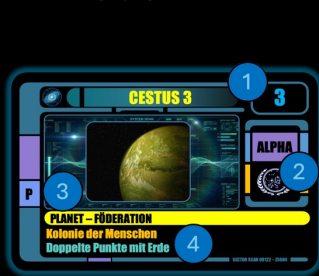 CESTUS 3
1
3
ALPHA
2
P
3
PLANET – FÖDERATION
Kolonie der Menschen
Doppelte Punkte mit Erde
4